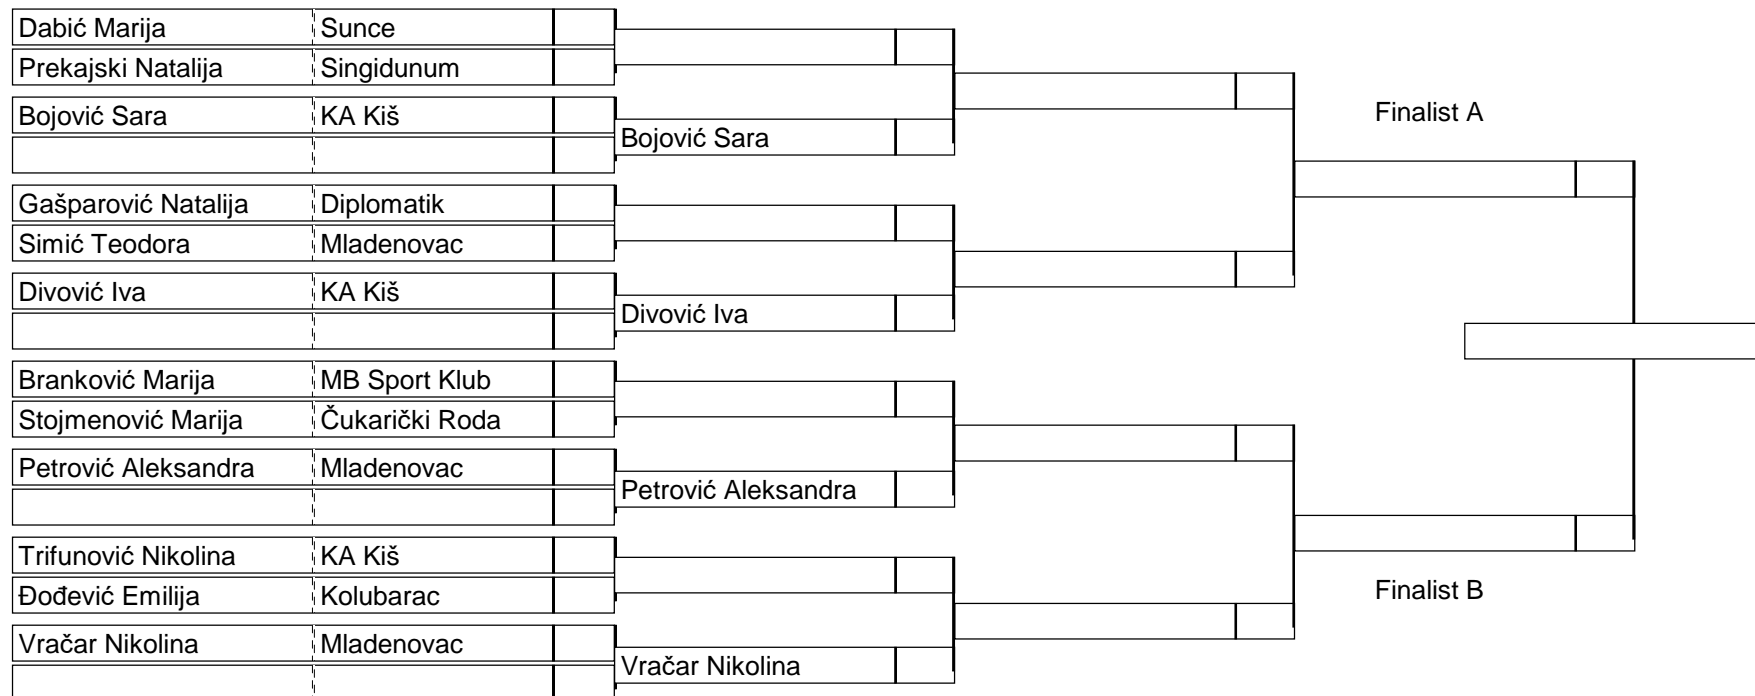 Dabić Marija Sunce
Prekajski Natalija Singidunum
Bojović Sara KA Kiš
Bojović Sara
Gašparović Natalija Diplomatik
Simić Teodora Mladenovac
Divović Iva KA Kiš
Divović Iva
Branković Marija MB Sport Klub
Stojmenović Marija Čukarički Roda
Petrović Aleksandra Mladenovac
Petrović Aleksandra
Trifunović Nikolina KA Kiš
Đođević Emilija Kolubarac
Vračar Nikolina Mladenovac
Vračar Nikolina
Finalist A
Finalist B